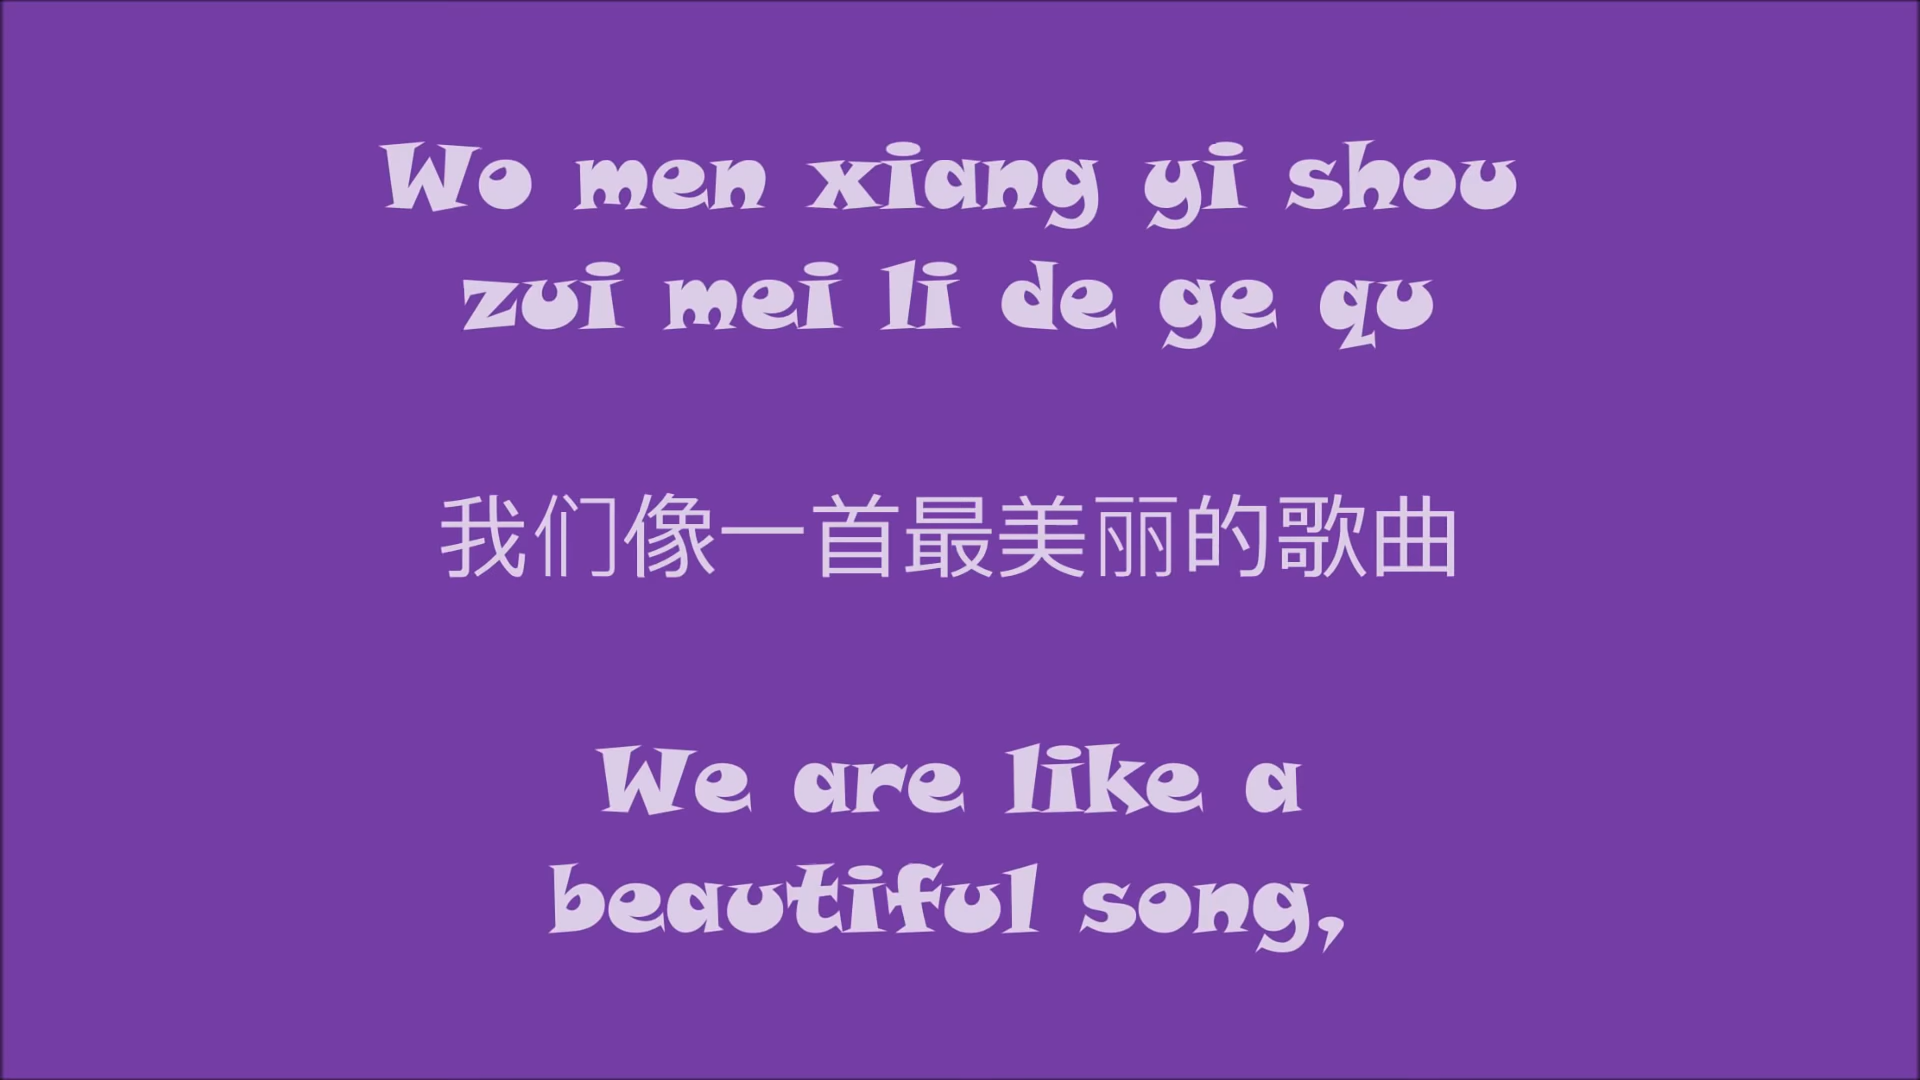 Wo men xiang yi shou
zui mei li de ge qu
我们像一首最美丽的歌曲
We are like a
beautiful song,